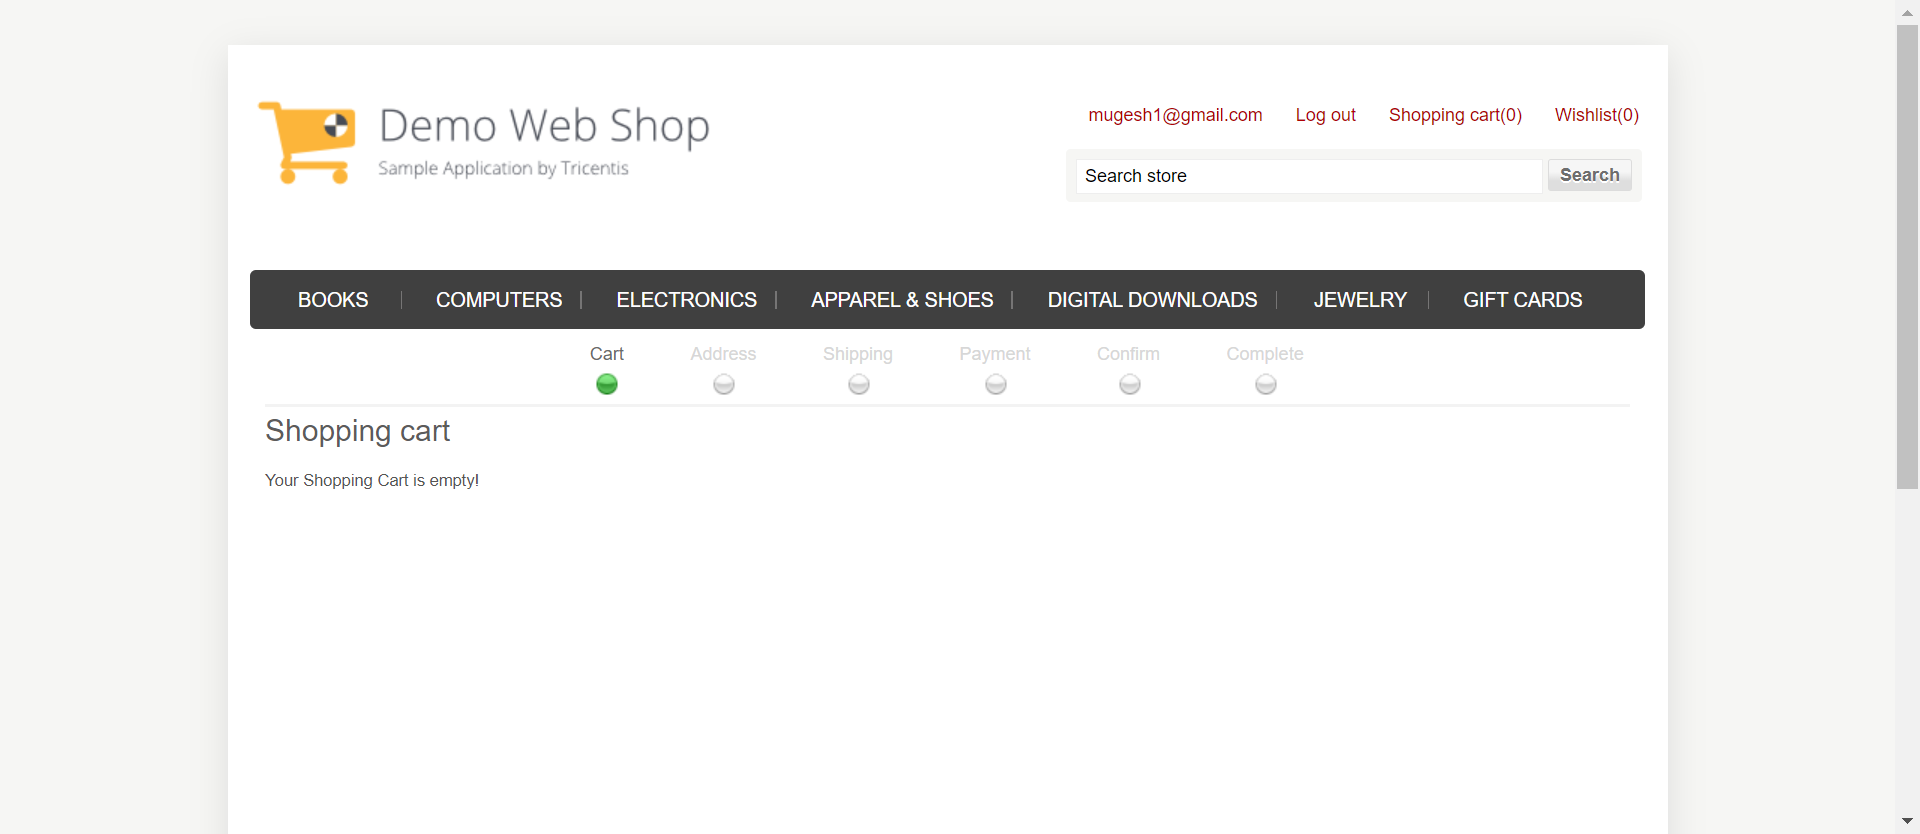 Demo Web Shop
Sample Application by Tricentis
mugesh1@gmail.com Log out Shopping cart(0) Wishlist(0)
Search store Search
BOOKS COMPUTERS ELECTRONICS APPAREL & SHOES DIGITAL DOWNLOADS JEWELRY GIFT CARDS
Cart Address Shipping Payment Confirm Complete
Shopping cart
Your Shopping Cart is empty!